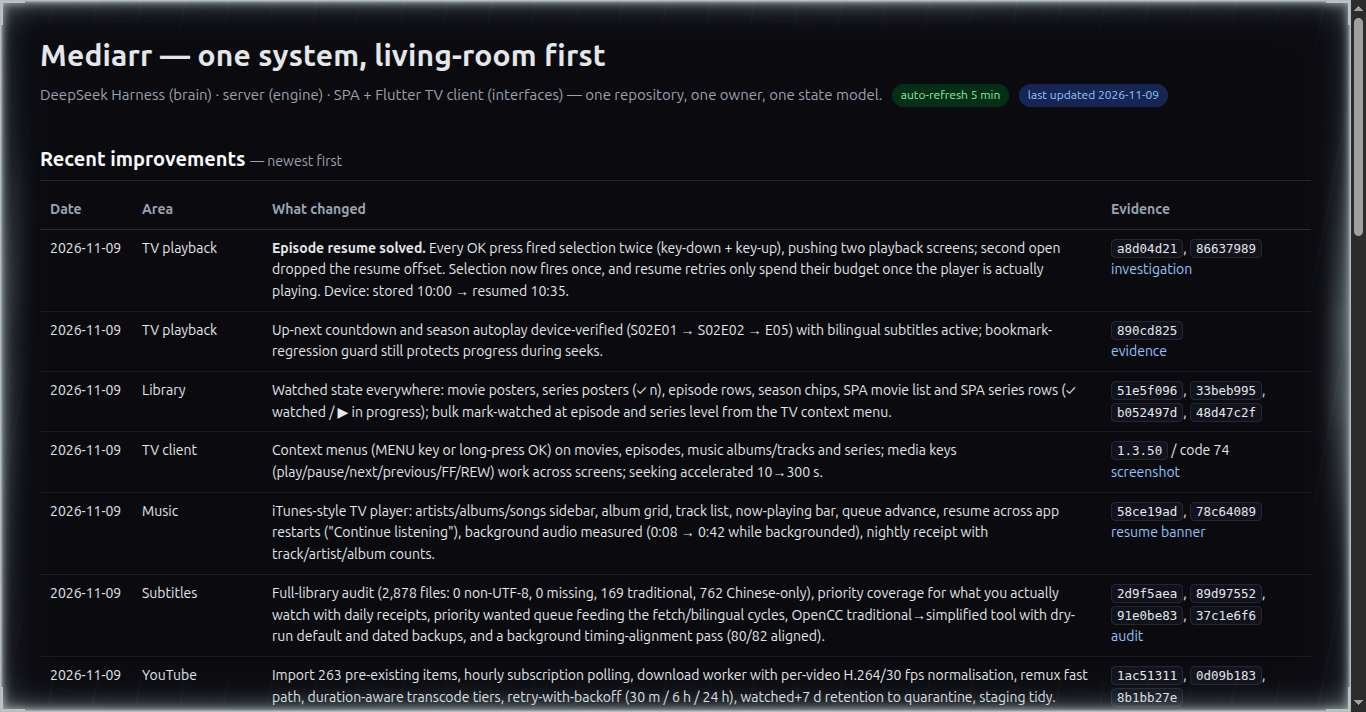 Mediarr — one system, living-room first
DeepSeek Harness (brain) · server (engine) · SPA + Flutter TV client (interfaces) — one repository, one owner, one state model. auto-refresh 5 min last updated 2026-11-09
Recent improvements — newest first
Date Area What changed Evidence
2026-11-09 TV playback Episode resume solved. Every OK press fired selection twice (key-down + key-up), pushing two playback screens; second open a8d04d21, 86637989
dropped the resume offset. Selection now fires once, and resume retries only spend their budget once the player is actually investigation
playing. Device: stored 10:00 → resumed 10:35.
2026-11-09 TV playback Up-next countdown and season autoplay device-verified (S02E01 → S02E02 → E05) with bilingual subtitles active; bookmark- 890cd825
regression guard still protects progress during seeks. evidence
2026-11-09 Library Watched state everywhere: movie posters, series posters (✓ n), episode rows, season chips, SPA movie list and SPA series rows (✓ 51e5f096, 33beb995,
watched / ▶ in progress); bulk mark-watched at episode and series level from the TV context menu. b052497d, 48d47c2f
2026-11-09 TV client Context menus (MENU key or long-press OK) on movies, episodes, music albums/tracks and series; media keys 1.3.50 / code 74
(play/pause/next/previous/FF/REW) work across screens; seeking accelerated 10→300 s. screenshot
2026-11-09 Music iTunes-style TV player: artists/albums/songs sidebar, album grid, track list, now-playing bar, queue advance, resume across app 58ce19ad, 78c64089
restarts ("Continue listening"), background audio measured (0:08 → 0:42 while backgrounded), nightly receipt with resume banner
track/artist/album counts.
2026-11-09 Subtitles Full-library audit (2,878 files: 0 non-UTF-8, 0 missing, 169 traditional, 762 Chinese-only), priority coverage for what you actually 2d9f5aea, 89d97552,
watch with daily receipts, priority wanted queue feeding the fetch/bilingual cycles, OpenCC traditional→simplified tool with dry- 91e0be83, 37c1e6f6
run default and dated backups, and a background timing-alignment pass (80/82 aligned). audit
2026-11-09 YouTube Import 263 pre-existing items, hourly subscription polling, download worker with per-video H.264/30 fps normalisation, remux fast 1ac51311, 0d09b183,
path, duration-aware transcode tiers, retry-with-backoff (30 m / 6 h / 24 h), watched+7 d retention to quarantine, staging tidy. 8b1bb27e